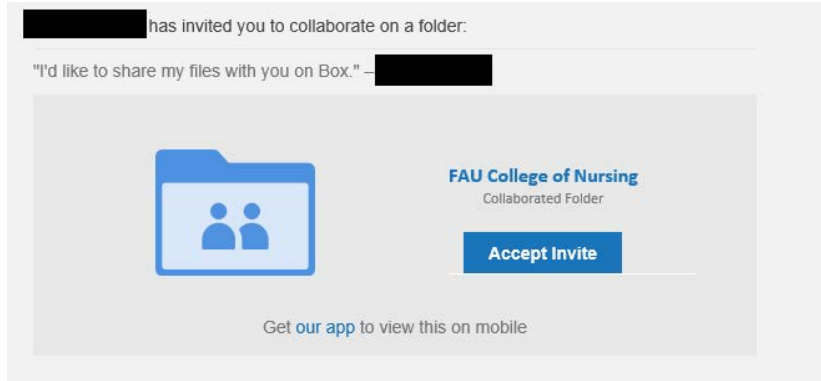 has invited you to collaborate on a folder:
"I'd like to share my files with you on Box." –
FAU College of Nursing
Collaborated Folder
Accept Invite
Get our app to view this on mobile